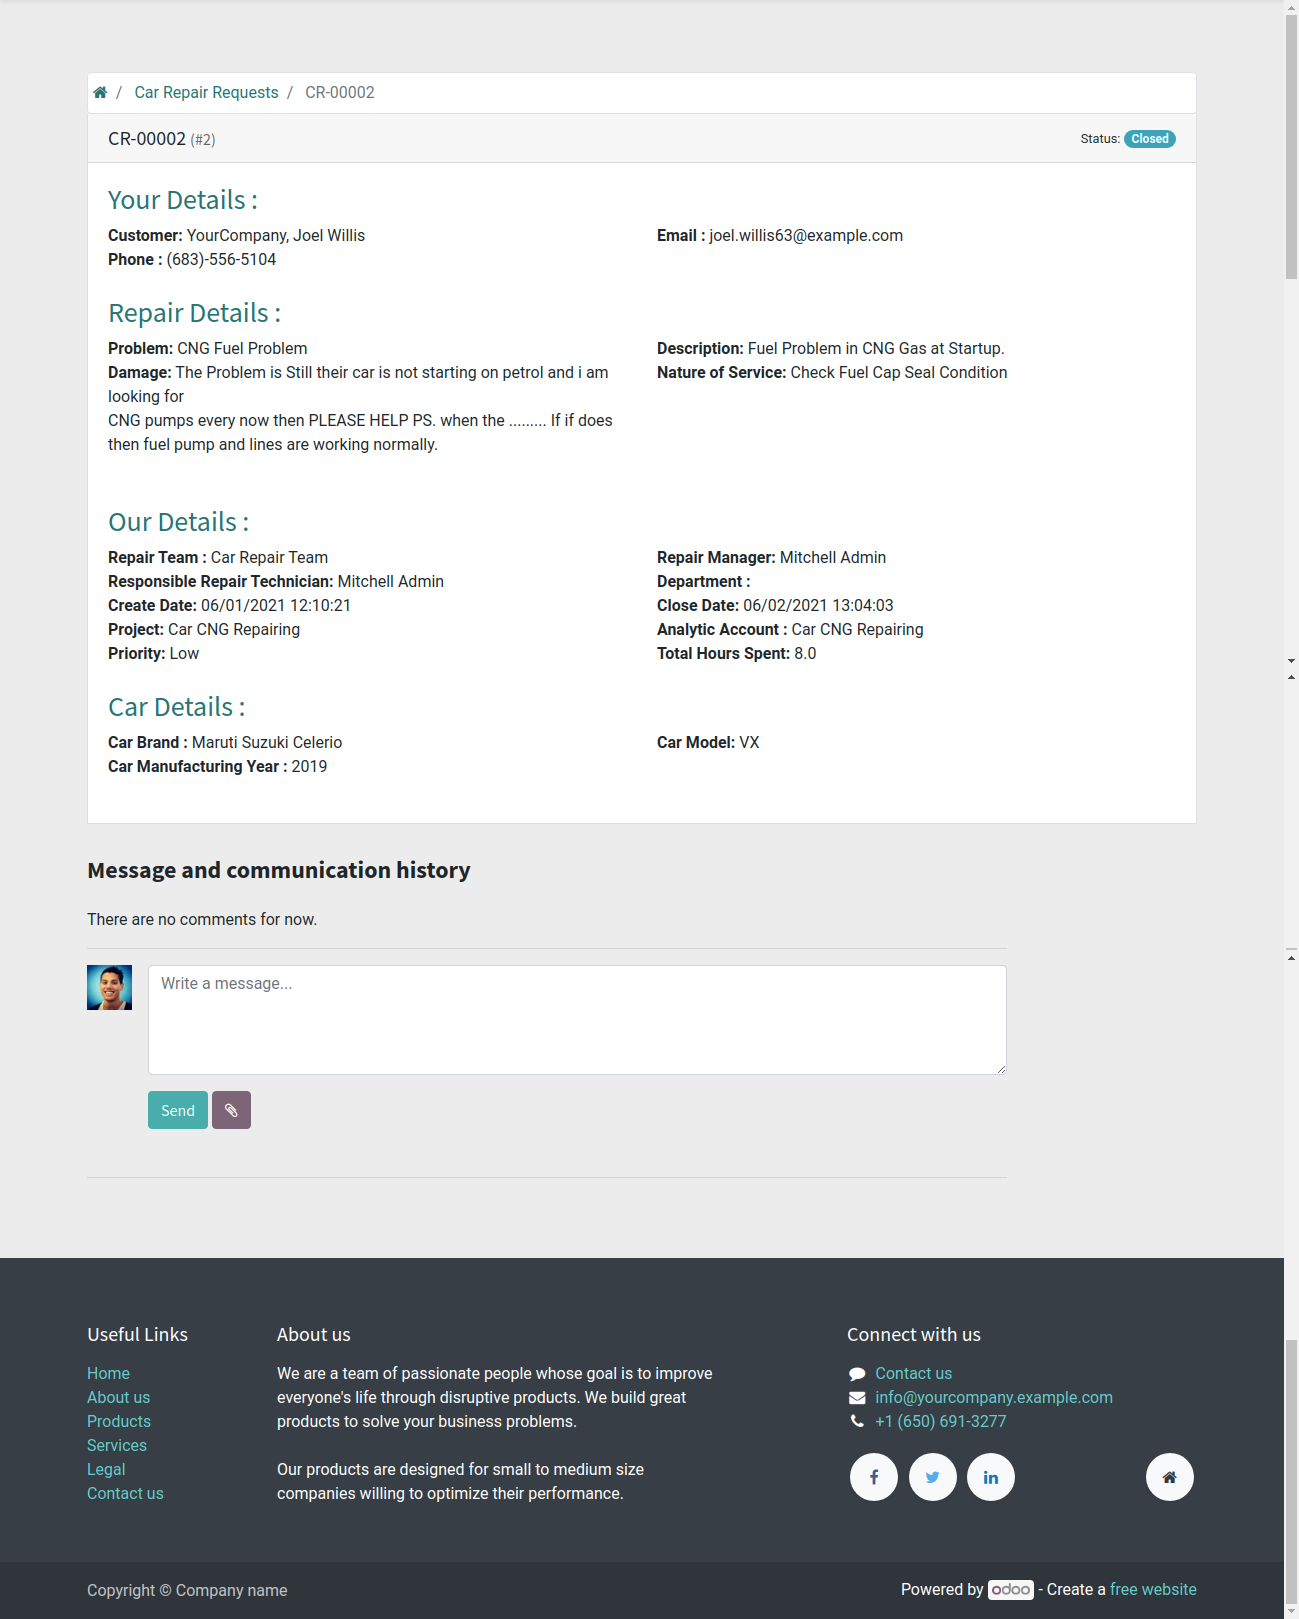 / Car Repair Requests / CR-00002
CR-00002 (#2)
Status: Closed
Your Details :
Customer: YourCompany, Joel Willis
Email : joel.willis63@example.com
Phone : (683)-556-5104
Repair Details :
Problem: CNG Fuel Problem
Description: Fuel Problem in CNG Gas at Startup.
Damage: The Problem is Still their car is not starting on petrol and i am
looking for
CNG pumps every now then PLEASE HELP PS. when the ......... If if does
then fuel pump and lines are working normally.
Nature of Service: Check Fuel Cap Seal Condition
Our Details :
Repair Team : Car Repair Team
Repair Manager: Mitchell Admin
Responsible Repair Technician: Mitchell Admin
Department :
Create Date: 06/01/2021 12:10:21
Close Date: 06/02/2021 13:04:03
Project: Car CNG Repairing
Analytic Account : Car CNG Repairing
Priority: Low
Total Hours Spent: 8.0
Car Details :
Car Brand : Maruti Suzuki Celerio
Car Model: VX
Car Manufacturing Year : 2019
Message and communication history
There are no comments for now.
Write a message...
Send
Useful Links
Home
About us
Products
Services
Legal
Contact us
About us
We are a team of passionate people whose goal is to improve
everyone's life through disruptive products. We build great
products to solve your business problems.
Our products are designed for small to medium size
companies willing to optimize their performance.
Connect with us
Contact us
info@yourcompany.example.com
+1 (650) 691-3277
Copyright © Company name
Powered by odoo - Create a free website